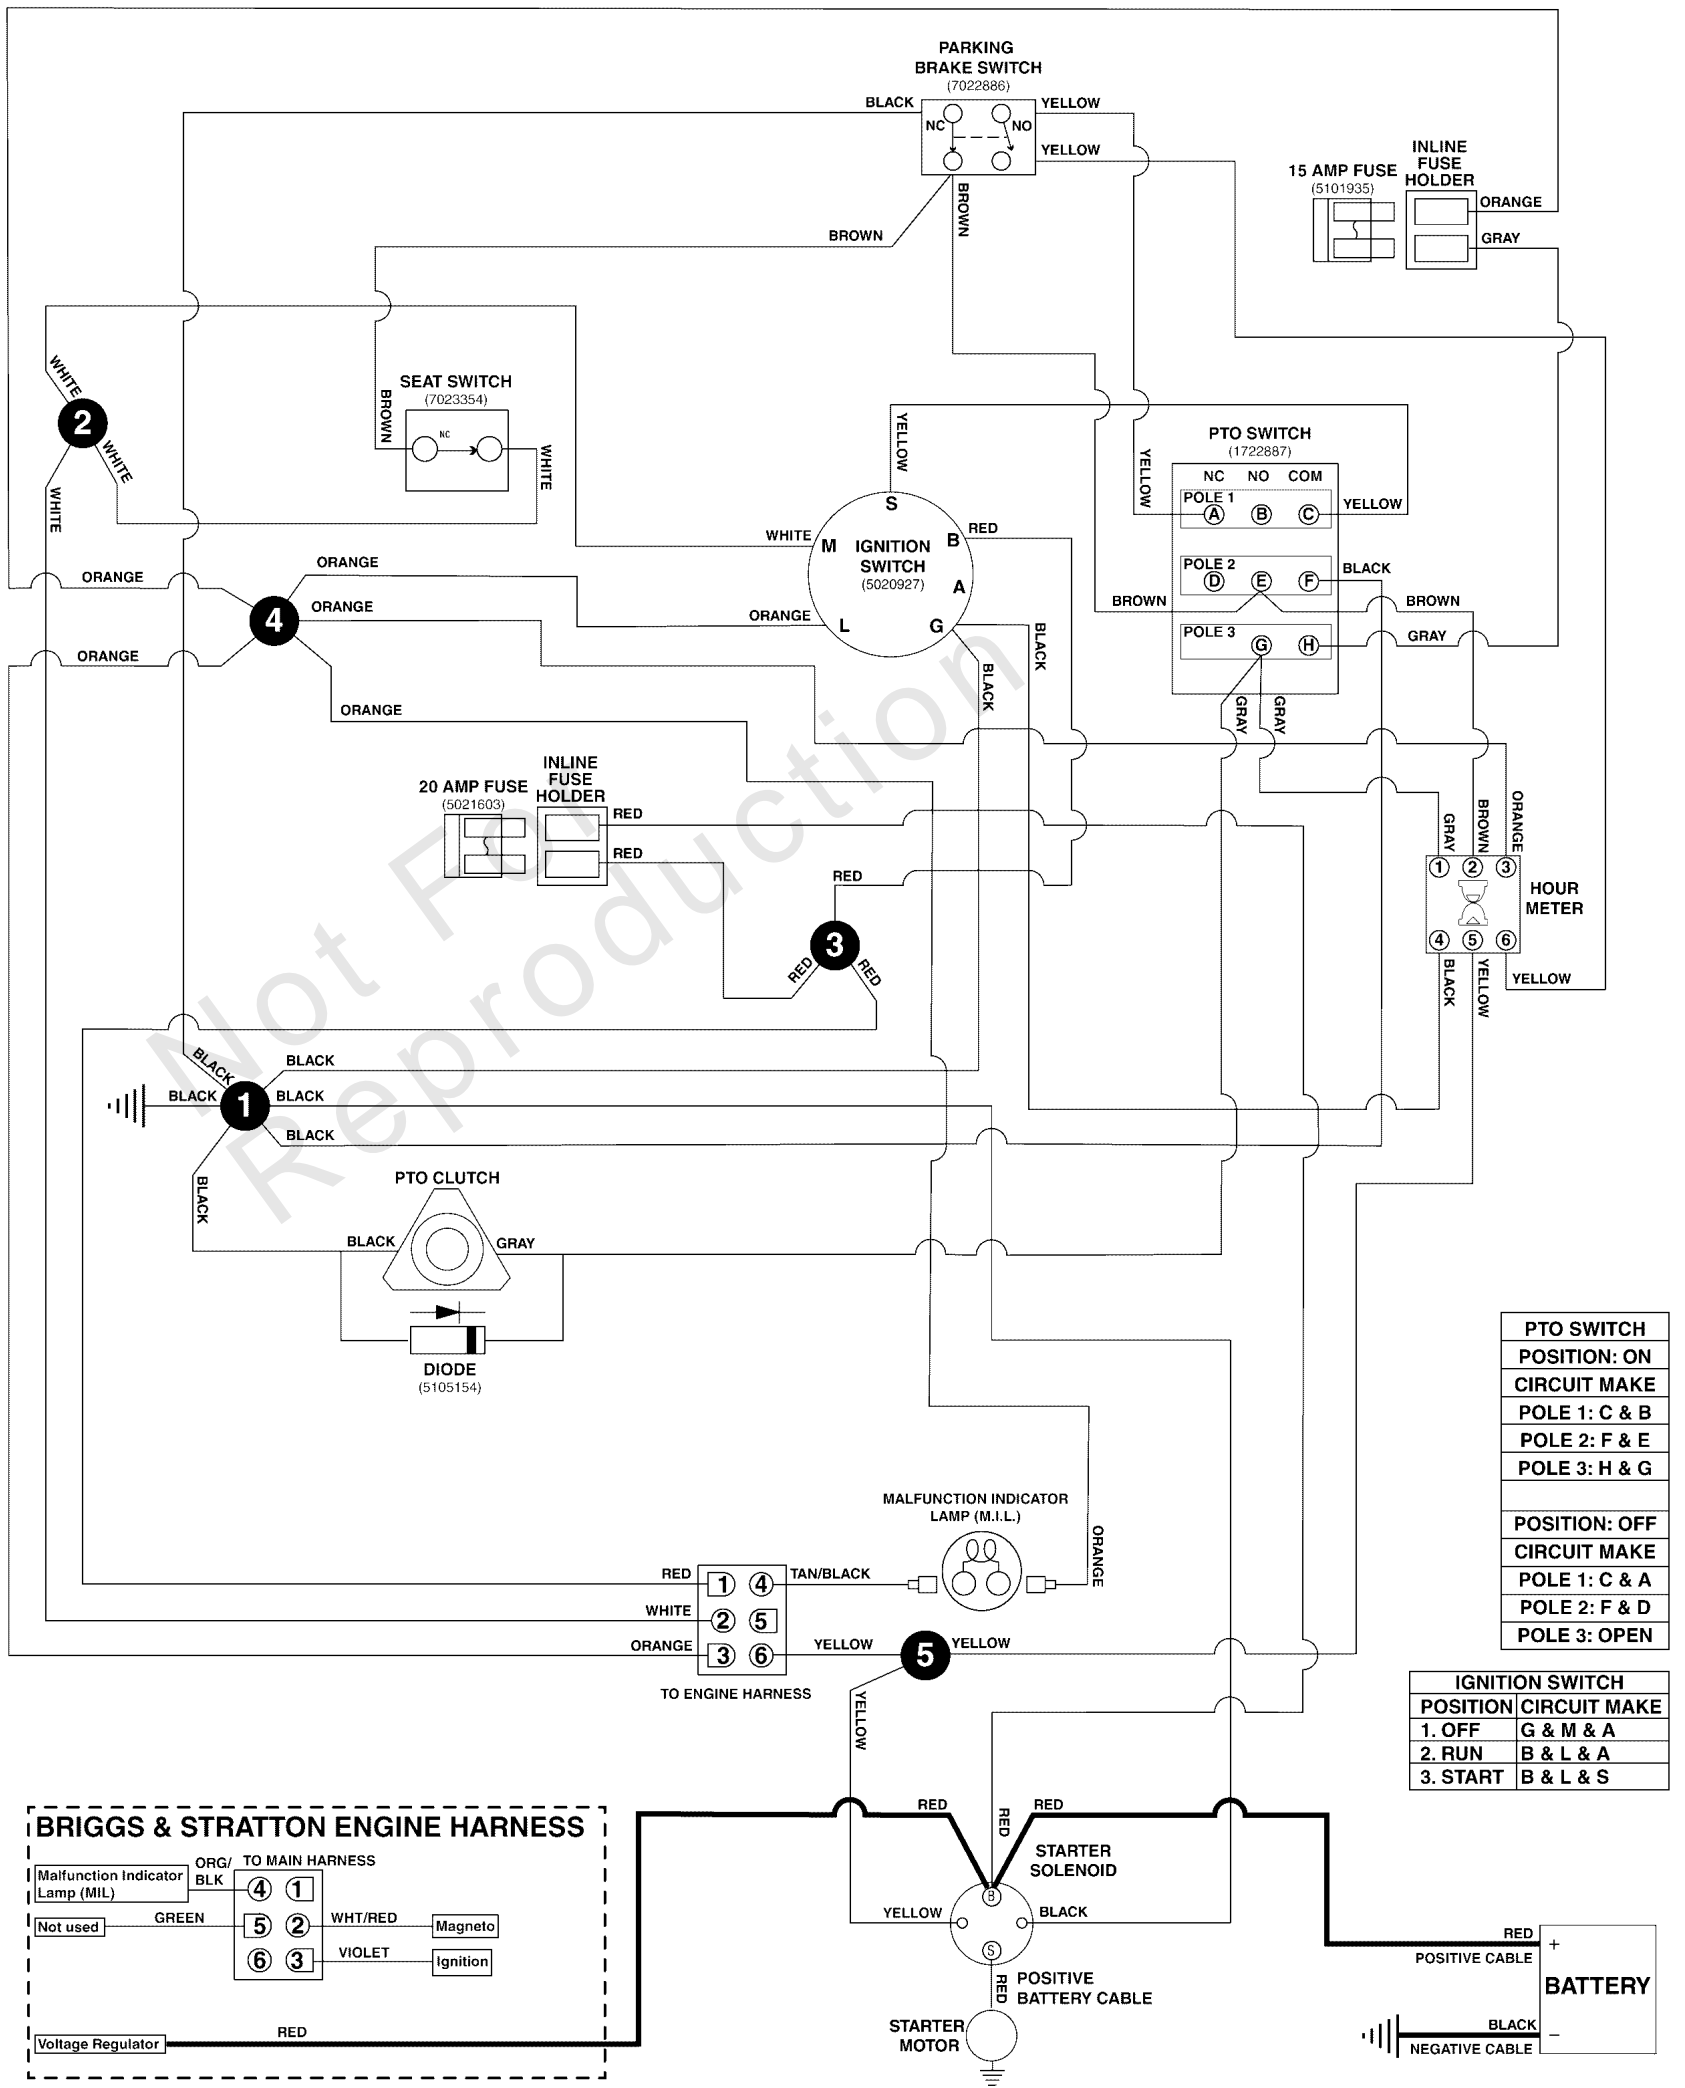 PARKING
BRAKE SWITCH
(7022886)
BLACK
YELLOW
NC
NO
YELLOW
BROWN
BROWN
15 AMP FUSE
(5101935)
INLINE
FUSE
HOLDER
ORANGE
GRAY
WHITE
2
WHITE
WHITE
SEAT SWITCH
(7023354)
BROWN
NC
WHITE
YELLOW
PTO SWITCH
(1722887)
NC NO COM
YELLOW
POLE 1
A B C
YELLOW
POLE 2
D E F
BLACK
BROWN
BROWN
POLE 3
G H
GRAY
GRAY
GRAY
S
WHITE
M
IGNITION
SWITCH
(5020927)
B
RED
A
ORANGE
L
G
BLACK
BLACK
ORANGE
ORANGE
4
ORANGE
ORANGE
ORANGE
Not For
Reproduction
20 AMP FUSE
(5021603)
INLINE
FUSE
HOLDER
RED
RED
RED
3
RED
RED
GRAY
BROWN
ORANGE
1 2 3
HOUR
METER
4 5 6
BLACK
YELLOW
YELLOW
BLACK
BLACK
BLACK
1
BLACK
BLACK
BLACK
PTO CLUTCH
BLACK
GRAY
DIODE
(5105154)
PTO SWITCH
POSITION: ON
CIRCUIT MAKE
POLE 1: C & B
POLE 2: F & E
POLE 3: H & G
POSITION: OFF
CIRCUIT MAKE
POLE 1: C & A
POLE 2: F & D
POLE 3: OPEN
MALFUNCTION INDICATOR
LAMP (M.I.L.)
ORANGE
RED
1 4
TAN/BLACK
WHITE
2 5
ORANGE
3 6
YELLOW
5
YELLOW
TO ENGINE HARNESS
YELLOW
IGNITION SWITCH
POSITION CIRCUIT MAKE
1. OFF G & M & A
2. RUN B & L & A
3. START B & L & S
RED
RED
RED
STARTER
SOLENOID
B
YELLOW
BLACK
S
RED
POSITIVE
BATTERY CABLE
STARTER
MOTOR
RED
POSITIVE CABLE
+
BATTERY
BLACK
NEGATIVE CABLE
–
BRIGGS & STRATTON ENGINE HARNESS
TO MAIN HARNESS
Malfunction Indicator
Lamp (MIL)
ORG/
BLK
4 1
Not used
GREEN
5 2
WHT/RED
Magneto
6 3
VIOLET
Ignition
Voltage Regulator
RED